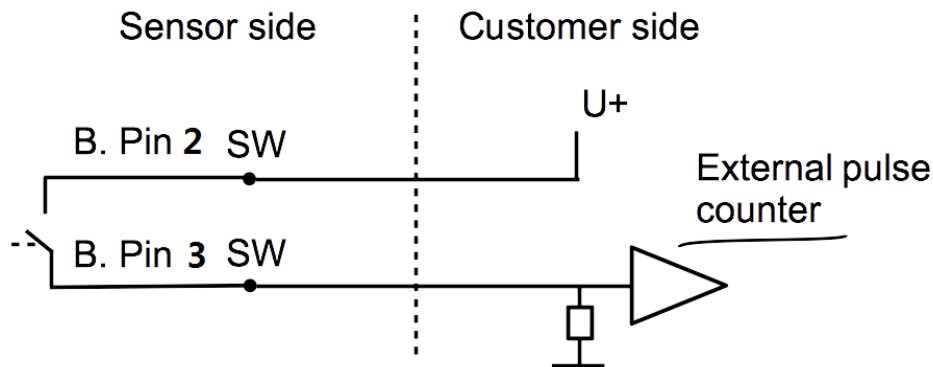 Sensor side
Customer side
U+
B. Pin 2 SW
External pulse
counter
B. Pin 3 SW